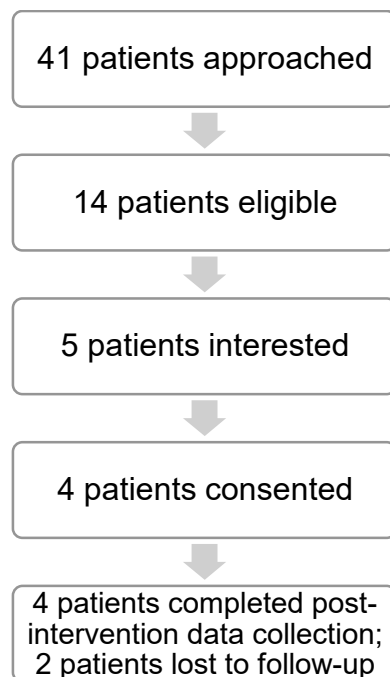 41 patients approached
14 patients eligible
5 patients interested
4 patients consented
4 patients completed post-
intervention data collection;
2 patients lost to follow-up